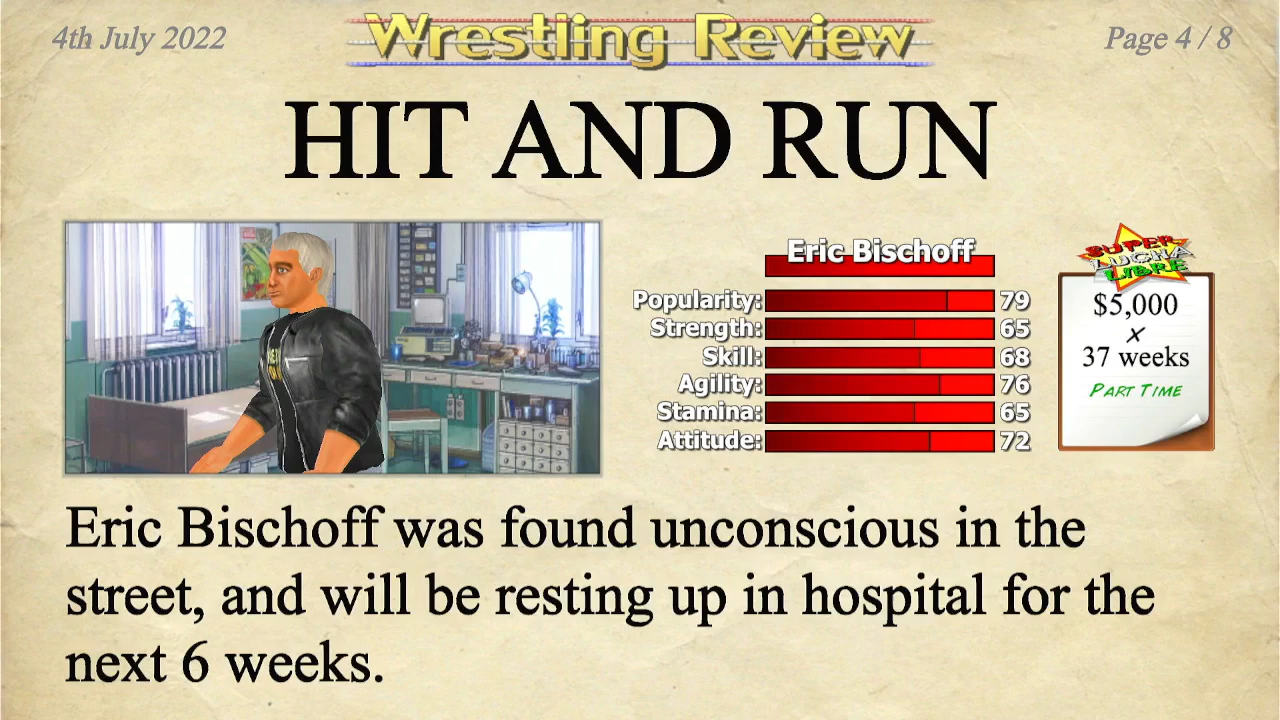 4th July 2022
Wrestling Review
Page 4 / 8
HIT AND RUN
Eric Bischoff
Popularity: 79
Strength: 65
Skill: 68
Agility: 76
Stamina: 65
Attitude: 72
SUPER
LUCHA
LIBRE
$5,000
x
37 weeks
PART TIME
Eric Bischoff was found unconscious in the
street, and will be resting up in hospital for the
next 6 weeks.